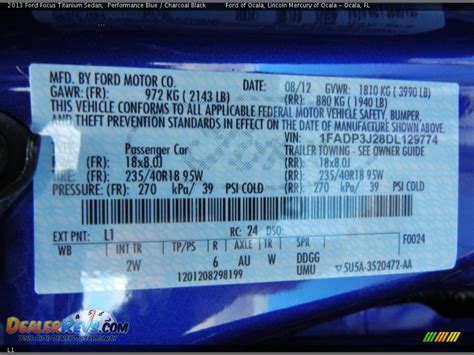 2013 Ford Focus Titanium Sedan, Performance Blue / Charcoal Black Ford of Ocala, Lincoln Mercury of Ocala - Ocala, FL
MFD. BY FORD MOTOR CO.
DATE: 08/12 GVWR: 1810 KG ( 3990 LB)
GAWR: (FR): 972 KG ( 2143 LB) (RR): 880 KG ( 1940 LB)
THIS VEHICLE CONFORMS TO ALL APPLICABLE FEDERAL MOTOR VEHICLE SAFETY, BUMPER,
AND THEFT PREVENTION STANDARDS IN EFFECT ON THE DATE OF MANUFACTURE SHOWN ABOVE.
VIN: 1FADP3J28DL129774
Passenger Car TRAILER TOWING - SEE OWNER GUIDE
(FR): 18x8.0J (RR): 18x8.0J
(FR): 235/40R18 95W (RR): 235/40R18 95W
PRESSURE: (FR): 270 kPa/ 39 PSI COLD (RR): 270 kPa/ 39 PSI COLD
EXT PNT: L1 RC: 24 DSO: F0024
WB INT TR TP/PS R AXLE TR SPR
2W 6 AU W DDGG
UMU
1201208298199 5U5A-3520472-AA
DEALERREVS.COM
YOUR AUTO DEALER SUPERHIGHWAY
L1